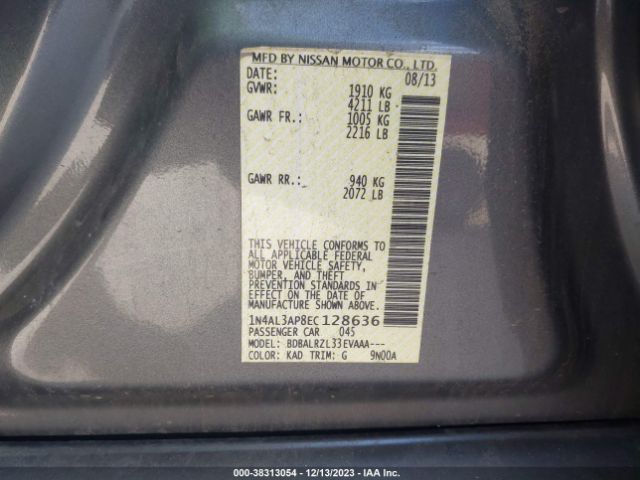 MFD BY NISSAN MOTOR CO., LTD.
DATE: 08/13
GVWR: 1910 KG
4211 LB
GAWR FR.: 1005 KG
2216 LB
GAWR RR.: 940 KG
2072 LB
THIS VEHICLE CONFORMS TO
ALL APPLICABLE FEDERAL
MOTOR VEHICLE SAFETY,
BUMPER, AND THEFT
PREVENTION STANDARDS IN
EFFECT ON THE DATE OF
MANUFACTURE SHOWN ABOVE.
1N4AL3AP8EC128636
PASSENGER CAR 045
MODEL: BDBALRZL33EVAAA---
COLOR: KAD TRIM: G 9N00A
000-38313054 - 12/13/2023 - IAA Inc.